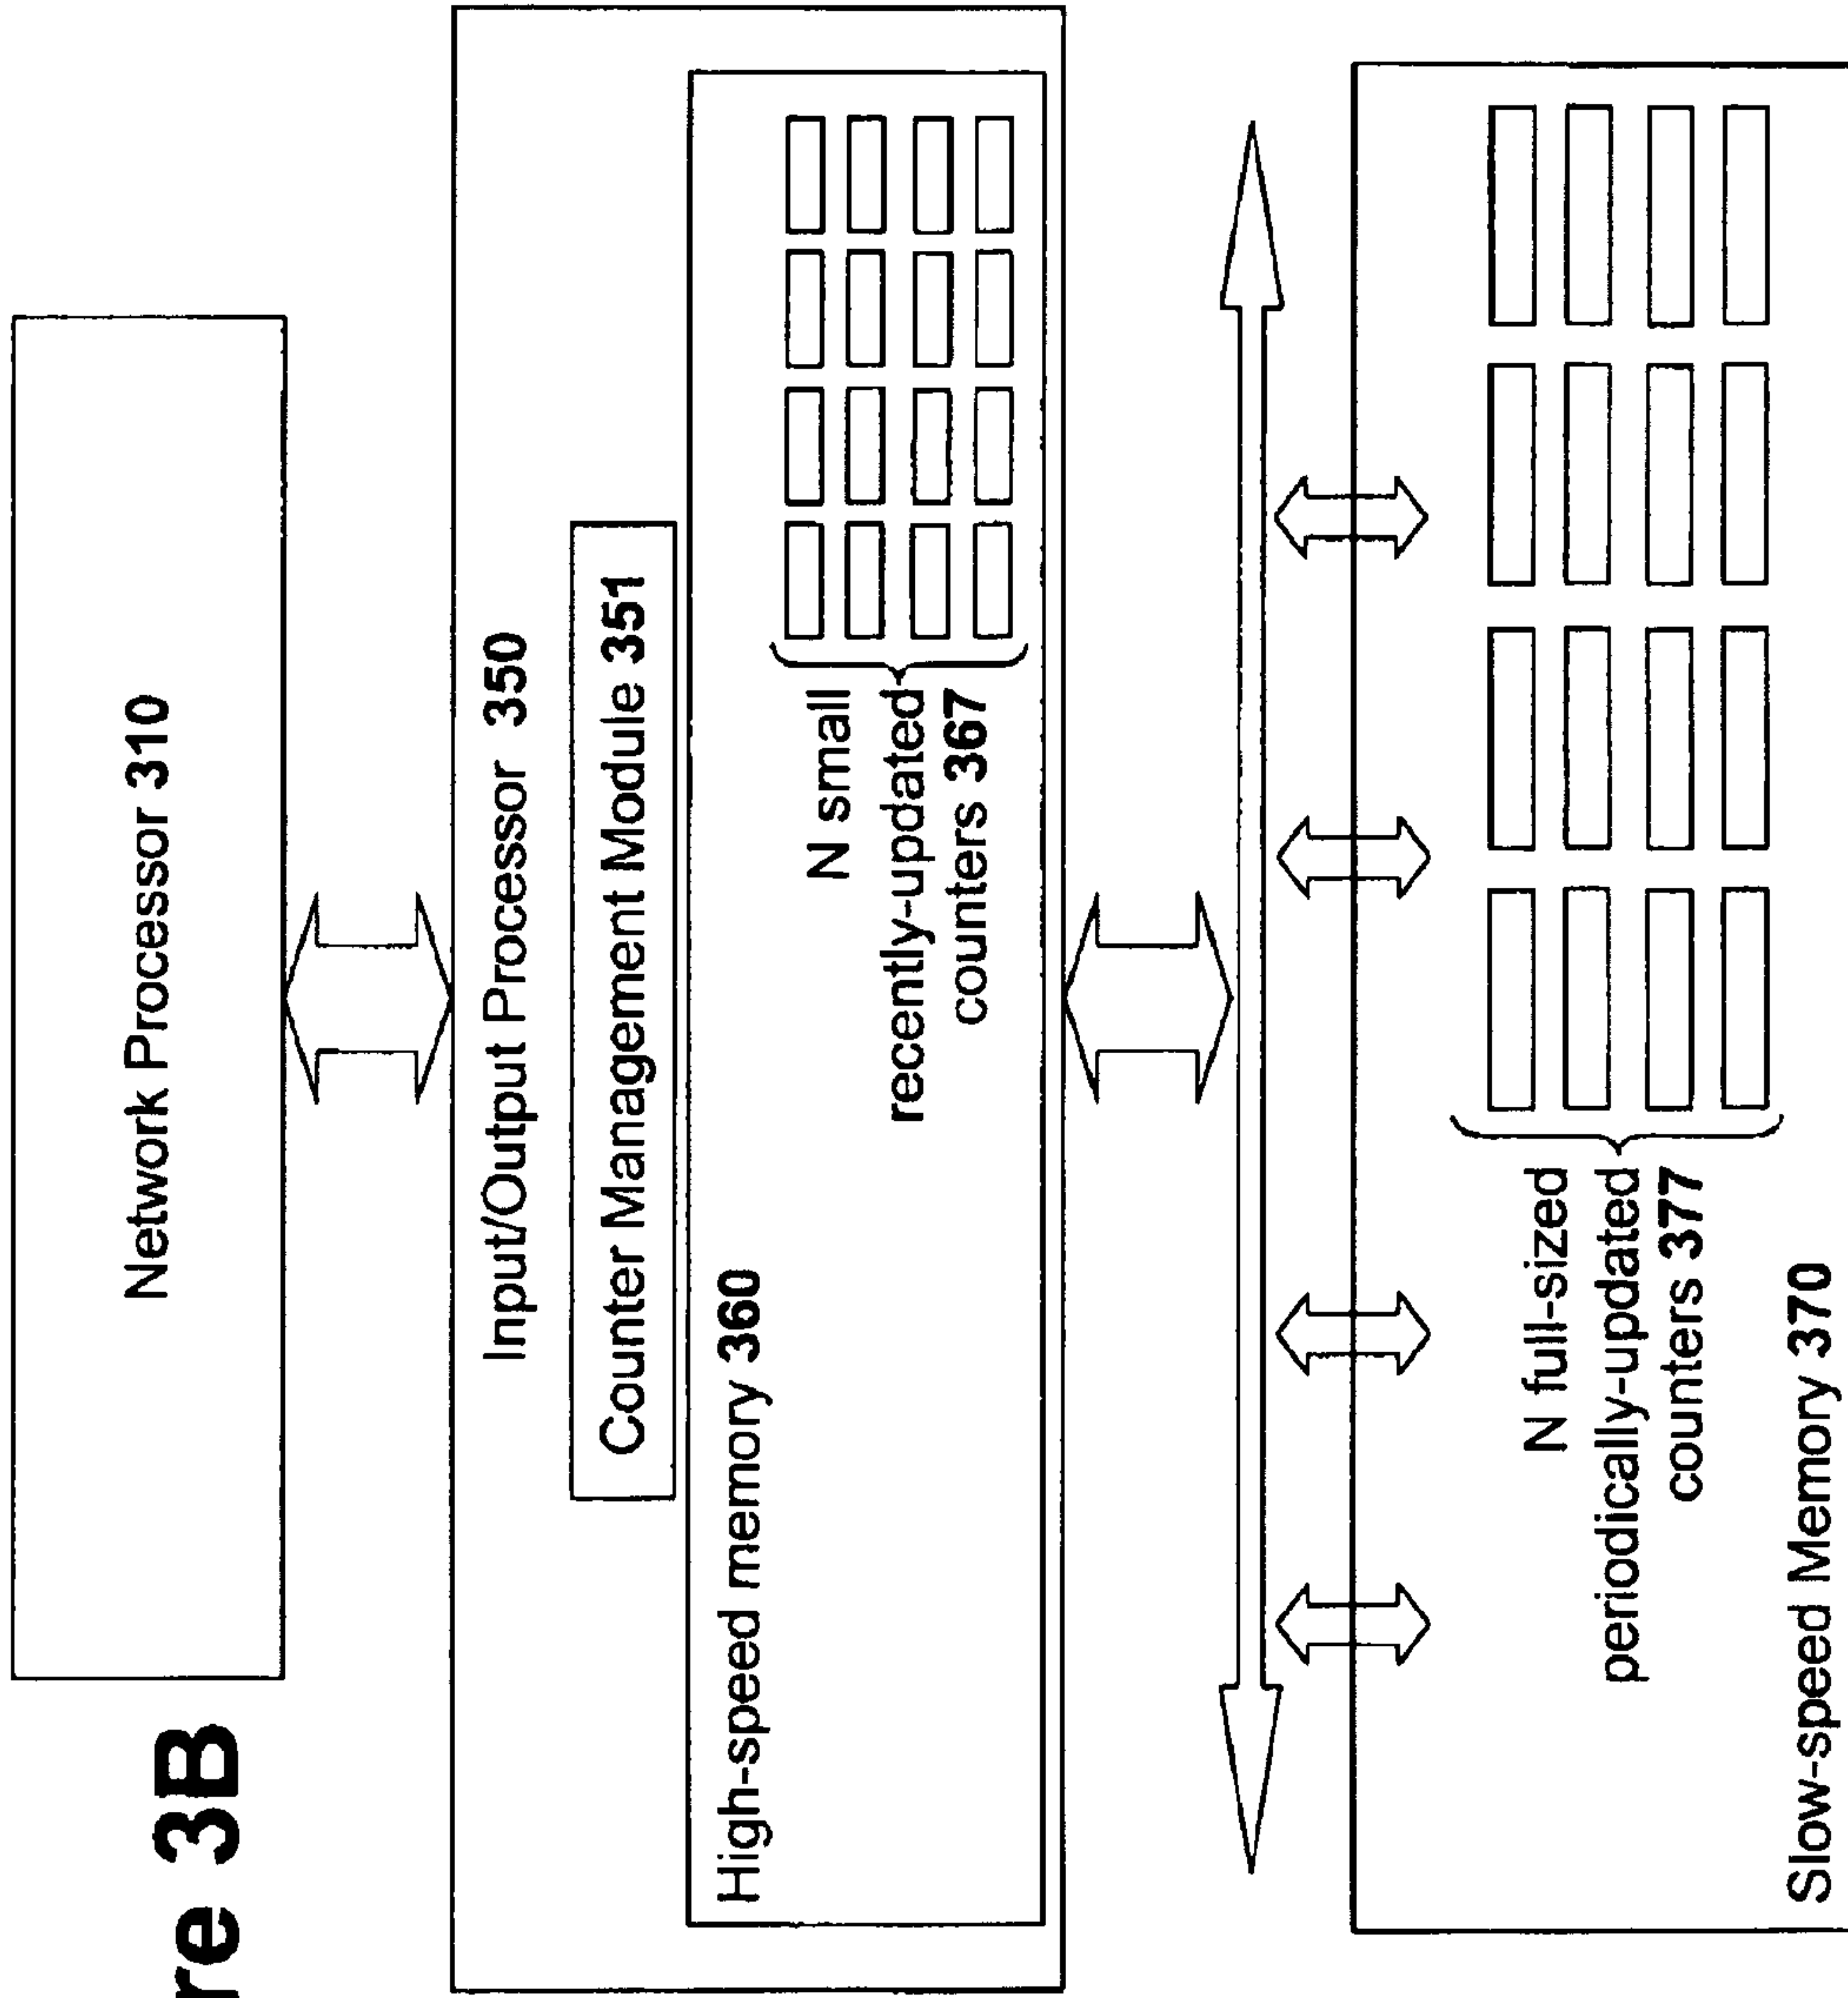 re 3B
Network Processor 310
Input/Output Processor 350
Counter Management Module 351
High-speed memory 360
N small
recently-updated
counters 367
N full-sized
periodically-updated
counters 377
Slow-speed Memory 370